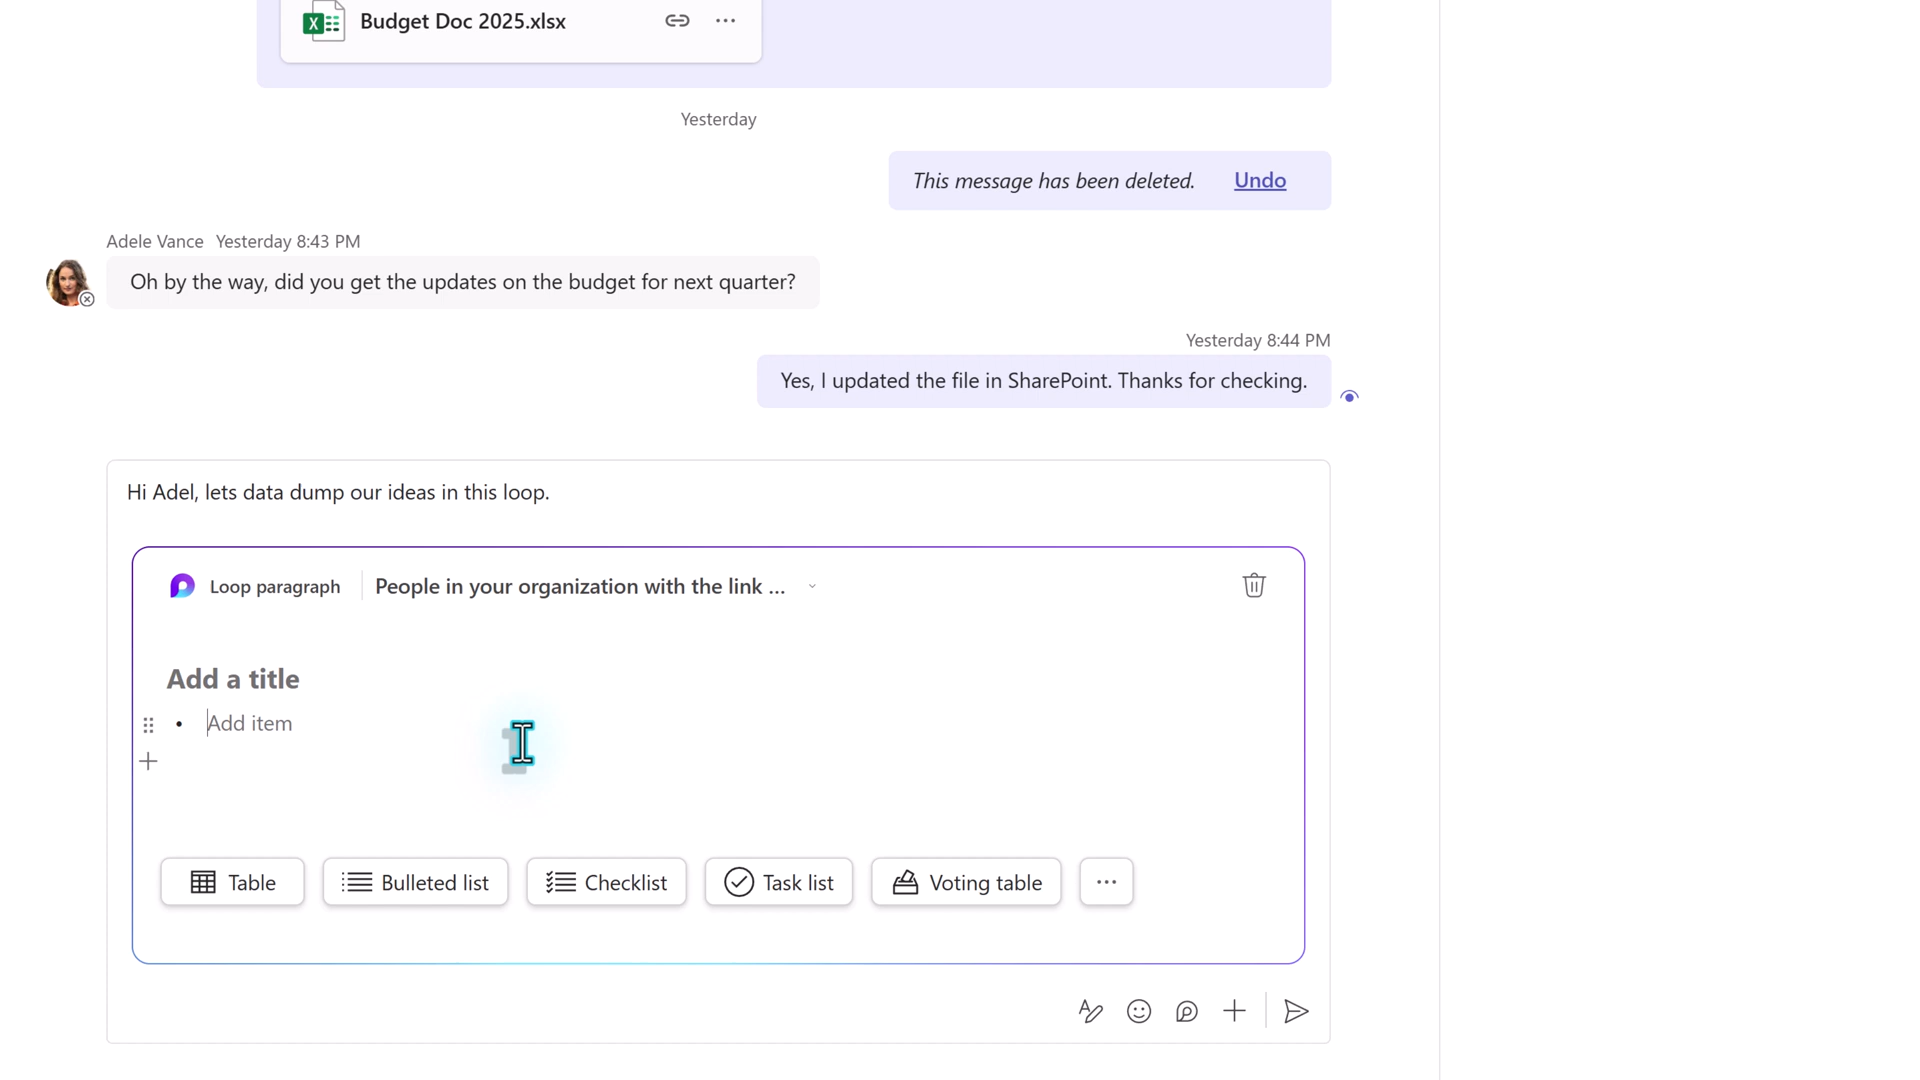 Budget Doc 2025.xlsx
Yesterday
This message has been deleted. Undo
Adele Vance Yesterday 8:43 PM
Oh by the way, did you get the updates on the budget for next quarter?
Yesterday 8:44 PM
Yes, I updated the file in SharePoint. Thanks for checking.
Hi Adel, lets data dump our ideas in this loop.
Loop paragraph People in your organization with the link ...
Add a title
• Add item
Table Bulleted list Checklist Task list Voting table